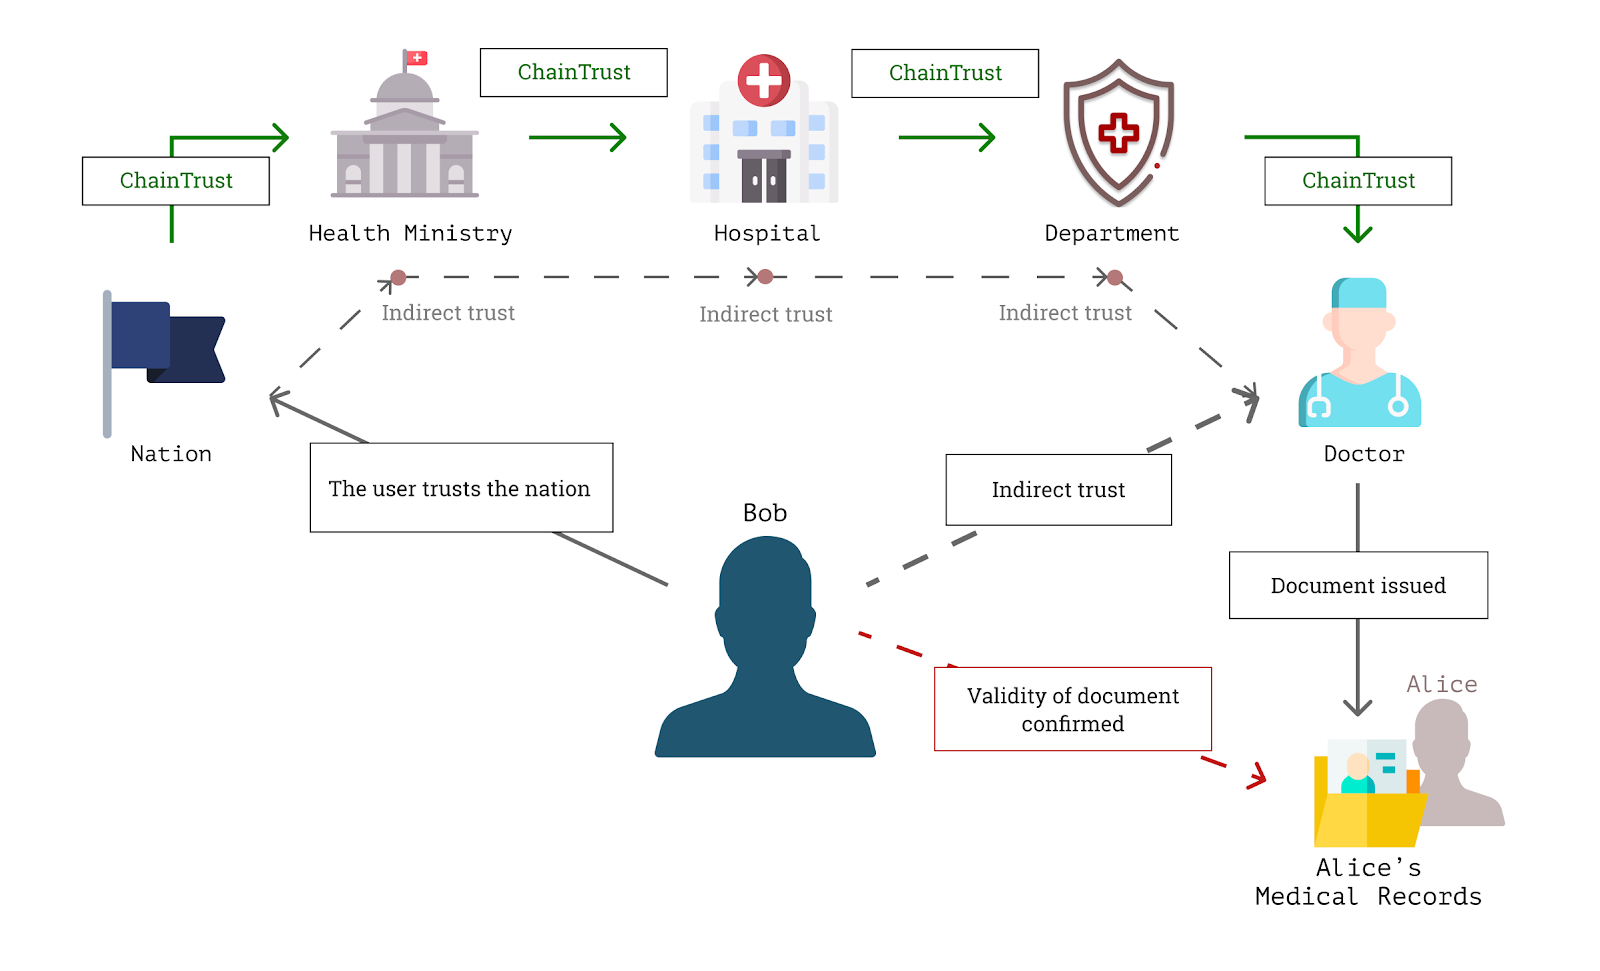 ChainTrust
ChainTrust
ChainTrust
ChainTrust
Health Ministry
Hospital
Department
Indirect trust
Indirect trust
Indirect trust
Nation
Doctor
The user trusts the nation
Indirect trust
Bob
Document issued
Validity of document
confirmed
Alice
Alice's
Medical Records